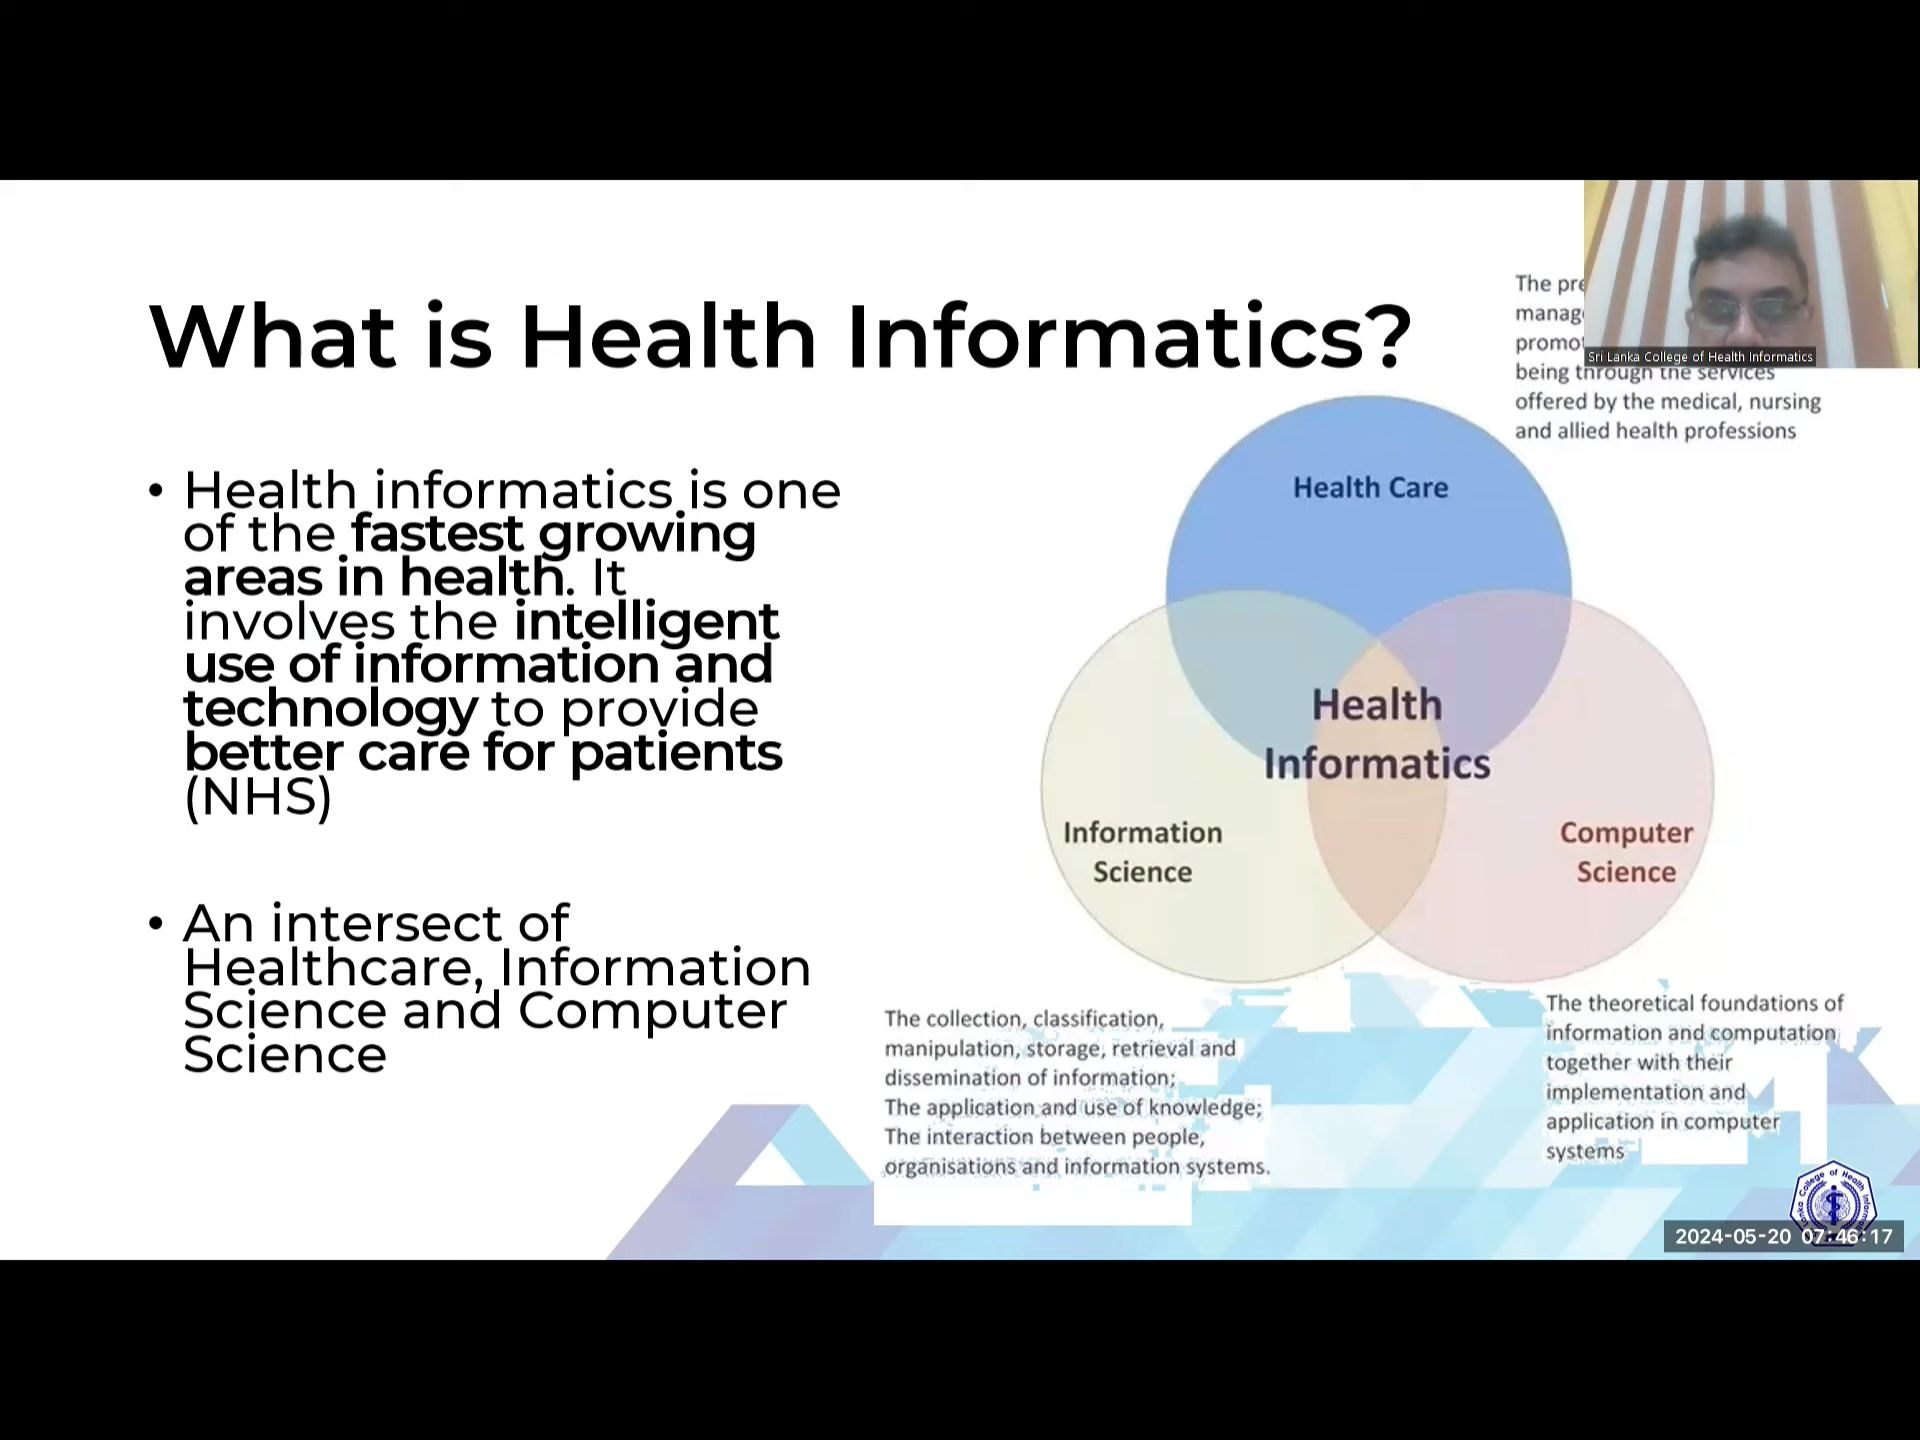 What is Health Informatics?
• Health informatics is one
of the fastest growing
areas in health. It
involves the intelligent
use of information and
technology to provide
better care for patients
(NHS)
• An intersect of
Healthcare, Information
Science and Computer
Science
The
being through the services
offered by the medical, nursing
and allied health professions
Sri Lanka College of Health Informatics
Health Care
Health
Informatics
Information
Science
Computer
Science
The collection, classification,
manipulation, storage, retrieval and
dissemination of information;
The application and use of knowledge;
The interaction between people,
organisations and information systems.
The theoretical foundations of
information and computation
together with their
implementation and
application in computer
systems
Lanka College of Health
2024-05-20 07:46:17